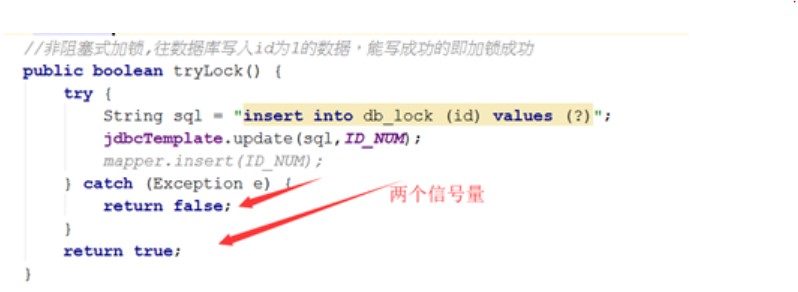 //非阻塞式加锁,往数据库写入id为1的数据，能写成功的即加锁成功
public boolean tryLock() {
try {
String sql = "insert into db_lock (id) values (?)";
jdbcTemplate.update(sql,ID_NUM);
mapper.insert(ID_NUM);
} catch (Exception e) {
return false;
两个信号量
}
return true;
}